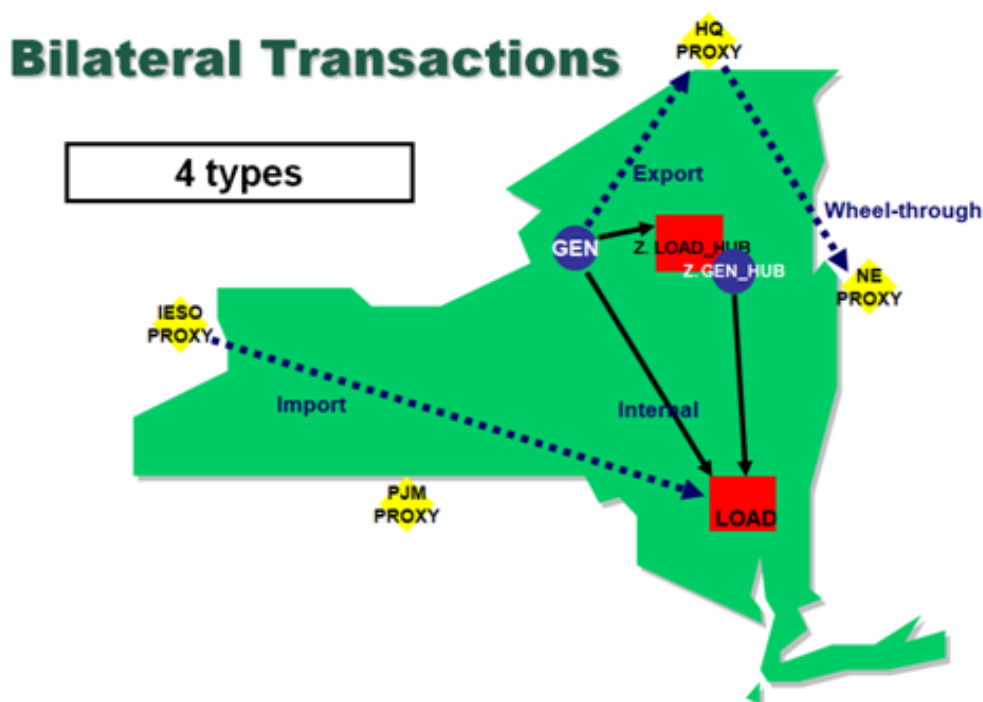 Bilateral Transactions
HQ
PROXY
4 types
Export
Wheel-through
GEN
Z. LOAD_HUB
Z. GEN_HUB
NE
PROXY
IESO
PROXY
Import
Internal
PJM
PROXY
LOAD